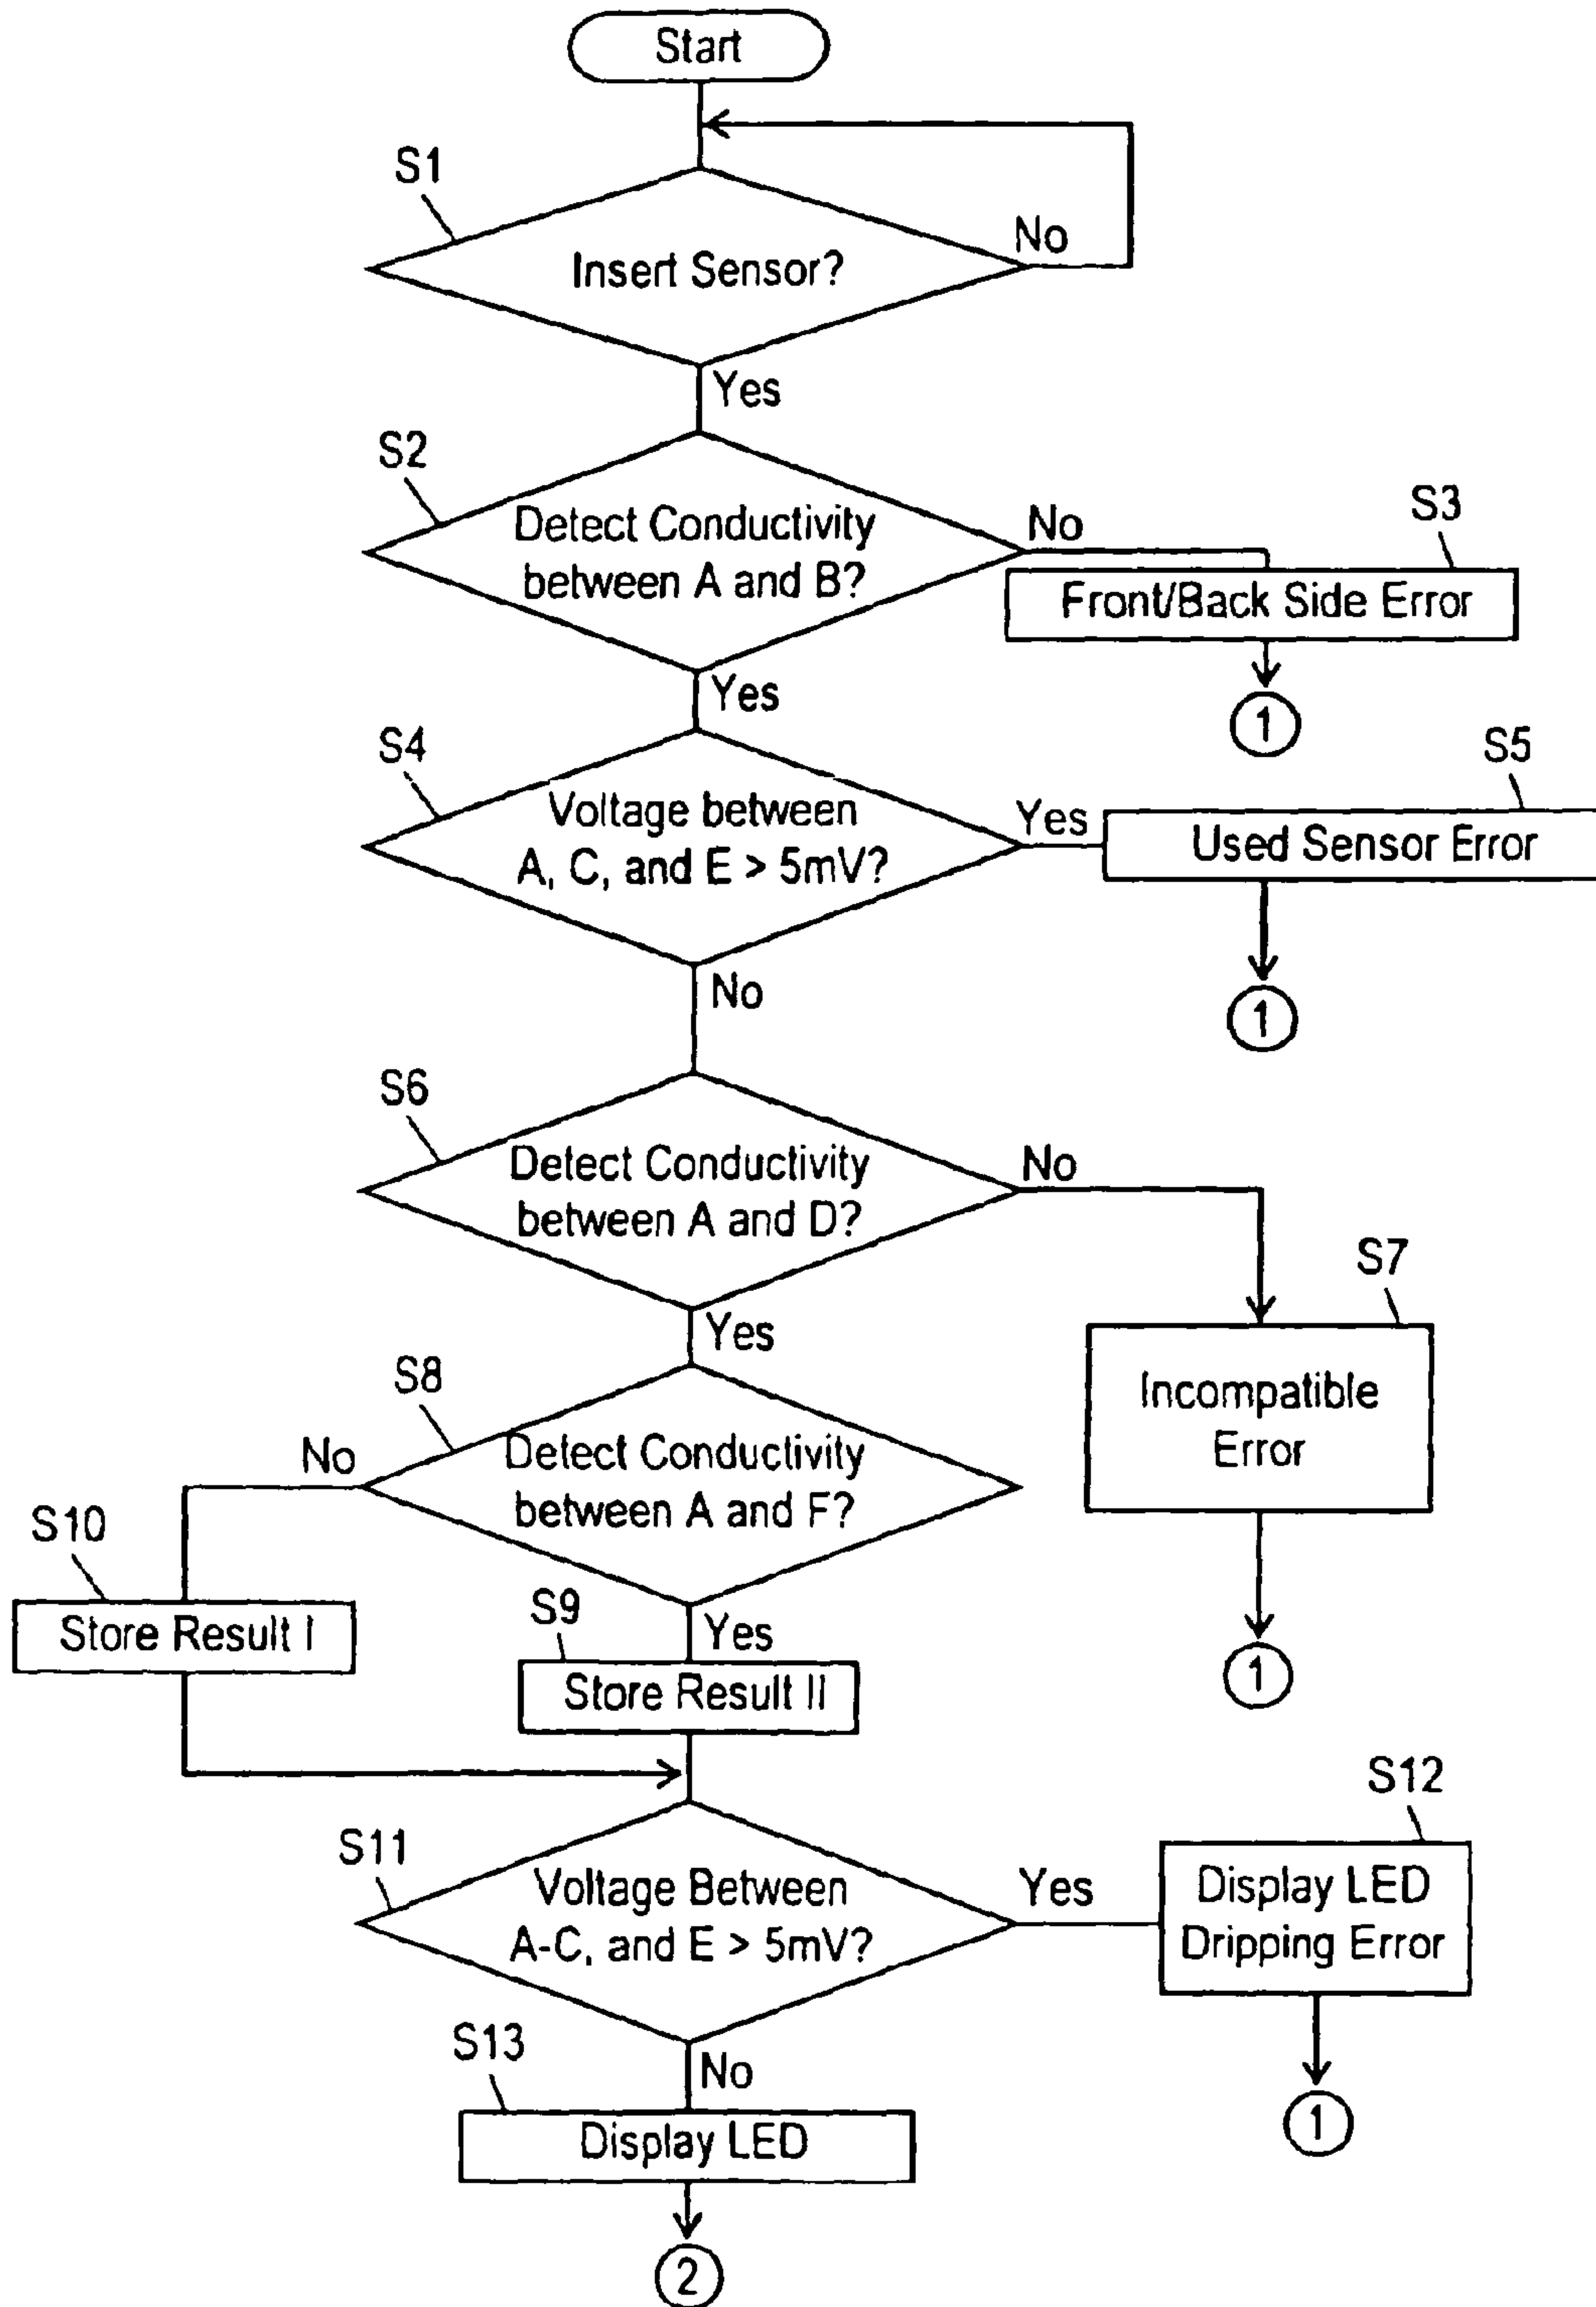 Start
S1
Insert Sensor?
No
Yes
S2
Detect Conductivity
between A and B?
No
S3
Front/Back Side Error
1
Yes
S4
Voltage between
A, C, and E > 5mV?
Yes
S5
Used Sensor Error
1
No
S6
Detect Conductivity
between A and D?
No
S7
Incompatible
Error
1
Yes
S8
Detect Conductivity
between A and F?
No
S10
Store Result I
Yes
S9
Store Result II
S11
Voltage Between
A-C, and E > 5mV?
Yes
S12
Display LED
Dripping Error
1
No
S13
Display LED
2